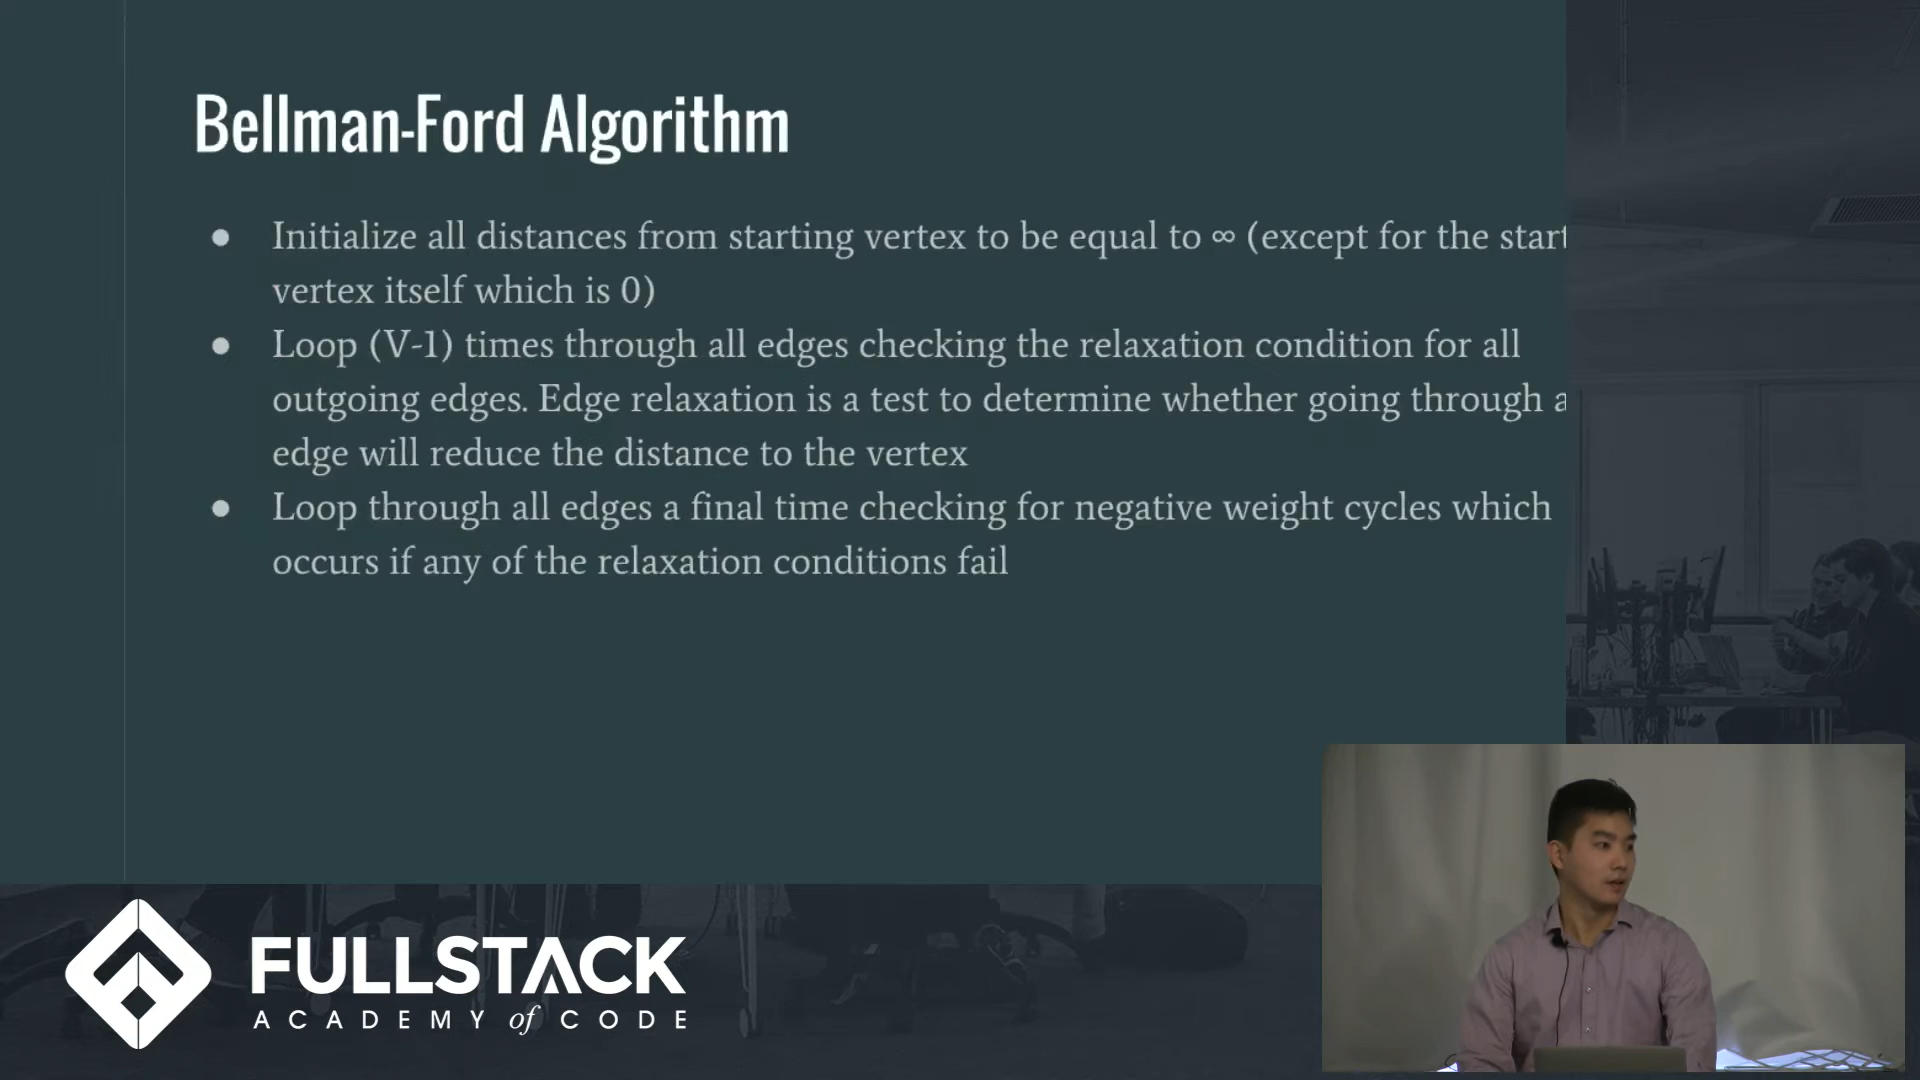 Bellman-Ford Algorithm
● Initialize all distances from starting vertex to be equal to ∞ (except for the start
vertex itself which is 0)
● Loop (V-1) times through all edges checking the relaxation condition for all
outgoing edges. Edge relaxation is a test to determine whether going through
edge will reduce the distance to the vertex
● Loop through all edges a final time checking for negative weight cycles which
occurs if any of the relaxation conditions fail
FULLSTACK
ACADEMY of CODE